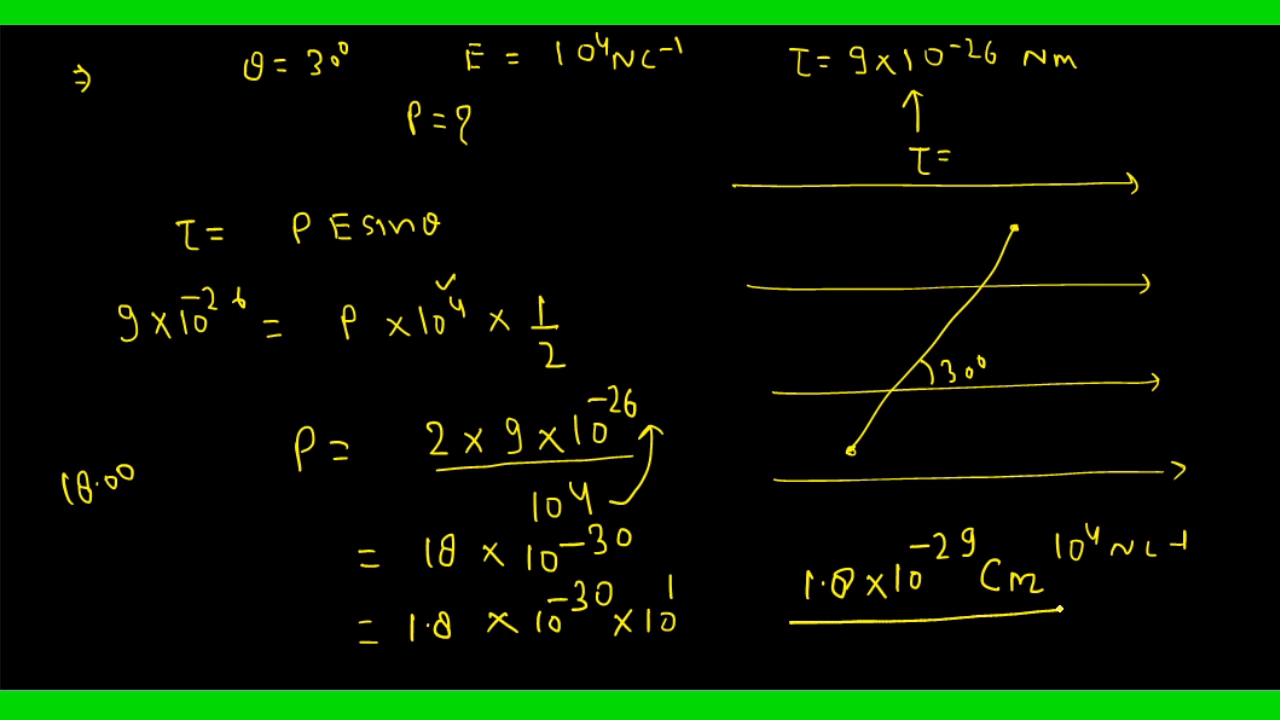 ⇒ θ = 30° E = 10⁴ NC⁻¹ τ = 9×10⁻²⁶ Nm
P = ?
↑
τ =
τ = P E sinθ
9×10⁻²⁶ = P × 10⁴ × 1/2
30°
P = 2 × 9 × 10⁻²⁶ / 10⁴
18.00
= 18 × 10⁻³⁰
= 1.8 × 10⁻³⁰ × 10¹
1.8 × 10⁻²⁹ Cm
10⁴ NC⁻¹